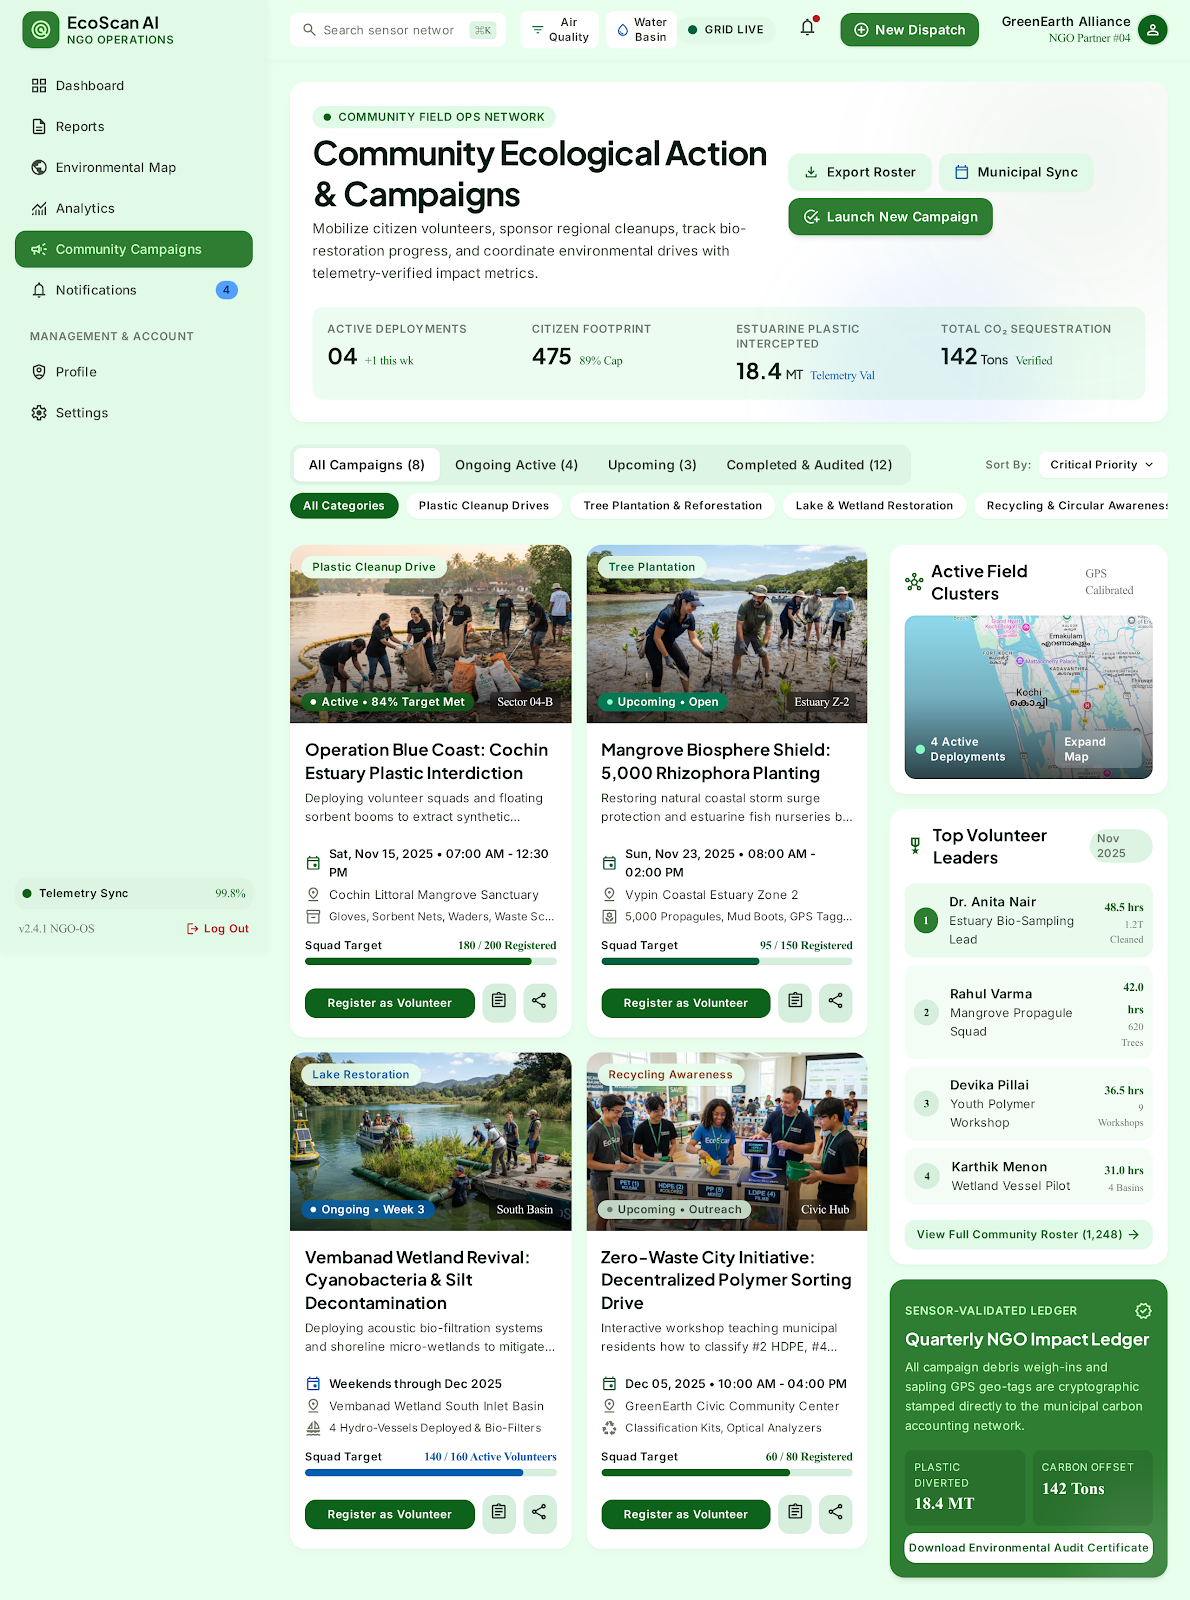 EcoScan AI
NGO OPERATIONS
Dashboard
Reports
Environmental Map
Analytics
Community Campaigns
Notifications
4
MANAGEMENT & ACCOUNT
Profile
Settings
Telemetry Sync
99.8%
v2.4.1 NGO-OS
Log Out
Search sensor networ
⌘K
Air
Quality
Water
Basin
GRID LIVE
New Dispatch
GreenEarth Alliance
NGO Partner #04
COMMUNITY FIELD OPS NETWORK
Community Ecological Action
& Campaigns
Mobilize citizen volunteers, sponsor regional cleanups, track bio-
restoration progress, and coordinate environmental drives with
telemetry-verified impact metrics.
Export Roster
Municipal Sync
Launch New Campaign
ACTIVE DEPLOYMENTS
04 +1 this wk
CITIZEN FOOTPRINT
475 89% Cap
ESTUARINE PLASTIC
INTERCEPTED
18.4 MT Telemetry Val
TOTAL CO₂ SEQUESTRATION
142 Tons Verified
All Campaigns (8)
Ongoing Active (4)
Upcoming (3)
Completed & Audited (12)
Sort By:
Critical Priority
All Categories
Plastic Cleanup Drives
Tree Plantation & Reforestation
Lake & Wetland Restoration
Recycling & Circular Awareness
Plastic Cleanup Drive
Active • 84% Target Met
Sector 04-B
Operation Blue Coast: Cochin
Estuary Plastic Interdiction
Deploying volunteer squads and floating
sorbent booms to extract synthetic...
Sat, Nov 15, 2025 • 07:00 AM - 12:30
PM
Cochin Littoral Mangrove Sanctuary
Gloves, Sorbent Nets, Waders, Waste Sc...
Squad Target
180 / 200 Registered
Register as Volunteer
Tree Plantation
Upcoming • Open
Estuary Z-2
Mangrove Biosphere Shield:
5,000 Rhizophora Planting
Restoring natural coastal storm surge
protection and estuarine fish nurseries b...
Sun, Nov 23, 2025 • 08:00 AM -
02:00 PM
Vypin Coastal Estuary Zone 2
5,000 Propagules, Mud Boots, GPS Tagg...
Squad Target
95 / 150 Registered
Register as Volunteer
Lake Restoration
Ongoing • Week 3
South Basin
Vembanad Wetland Revival:
Cyanobacteria & Silt
Decontamination
Deploying acoustic bio-filtration systems
and shoreline micro-wetlands to mitigate...
Weekends through Dec 2025
Vembanad Wetland South Inlet Basin
4 Hydro-Vessels Deployed & Bio-Filters
Squad Target
140 / 160 Active Volunteers
Register as Volunteer
Recycling Awareness
EcoScan
PET (1)
HDPE (2)
PP (5)
LDPE (4)
Upcoming • Outreach
Civic Hub
Zero-Waste City Initiative:
Decentralized Polymer Sorting
Drive
Interactive workshop teaching municipal
residents how to classify #2 HDPE, #4...
Dec 05, 2025 • 10:00 AM - 04:00 PM
GreenEarth Civic Community Center
Classification Kits, Optical Analyzers
Squad Target
60 / 80 Registered
Register as Volunteer
Active Field
Clusters
GPS
Calibrated
Ernakulam
എറണാകുളം
FORT KOCHI
Mattancherry Palace
KADAVANTHRA
Kochi
കൊച്ചി
4 Active
Deployments
Expand
Map
Top Volunteer
Leaders
Nov
2025
1
Dr. Anita Nair
Estuary Bio-Sampling
Lead
48.5 hrs
1.2T
Cleaned
2
Rahul Varma
Mangrove Propagule
Squad
42.0
hrs
620
Trees
3
Devika Pillai
Youth Polymer
Workshop
36.5 hrs
9
Workshops
4
Karthik Menon
Wetland Vessel Pilot
31.0 hrs
4 Basins
View Full Community Roster (1,248)
SENSOR-VALIDATED LEDGER
Quarterly NGO Impact Ledger
All campaign debris weigh-ins and
sapling GPS geo-tags are cryptographic
stamped directly to the municipal carbon
accounting network.
PLASTIC
DIVERTED
18.4 MT
CARBON OFFSET
142 Tons
Download Environmental Audit Certificate